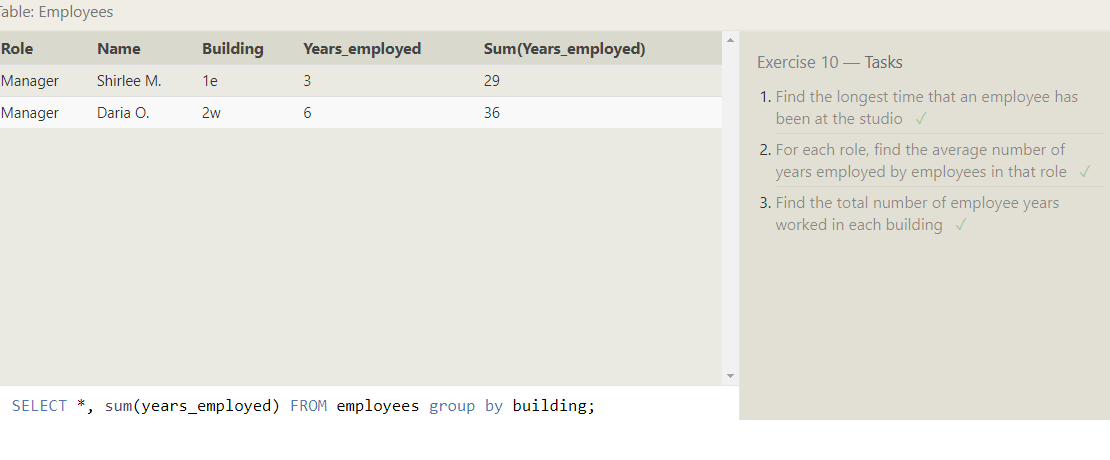 Table: Employees
Role Name Building Years_employed Sum(Years_employed)
Manager Shirlee M. 1e 3 29
Manager Daria O. 2w 6 36
SELECT *, sum(years_employed) FROM employees group by building;
Exercise 10 — Tasks
1. Find the longest time that an employee has
been at the studio ✓
2. For each role, find the average number of
years employed by employees in that role ✓
3. Find the total number of employee years
worked in each building ✓